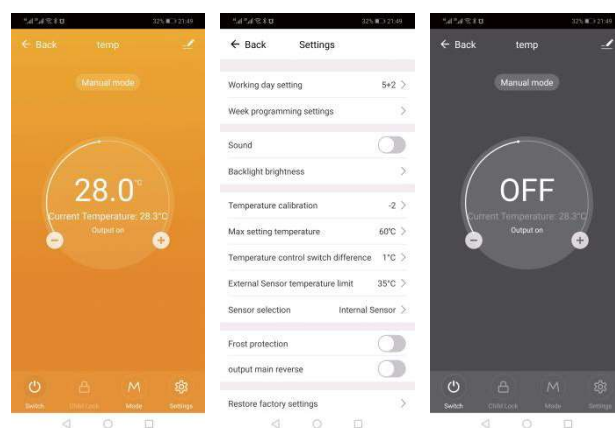 32% 21:49
← Back temp
Manual mode
28.0°C
Current Temperature: 28.3°C
Output on
− +
Switch Child Lock Mode Settings
32% 21:49
← Back Settings
Working day setting 5+2 >
Week programming settings >
Sound
Backlight brightness >
Temperature calibration -2 >
Max setting temperature 60℃ >
Temperature control switch difference 1°C >
External Sensor temperature limit 35°C >
Sensor selection Internal Sensor >
Frost protection
output main reverse
Restore factory settings >
32% 21:49
← Back temp
Manual mode
OFF
Current Temperature: 28.3°C
Output on
− +
Switch Child Lock Mode Settings